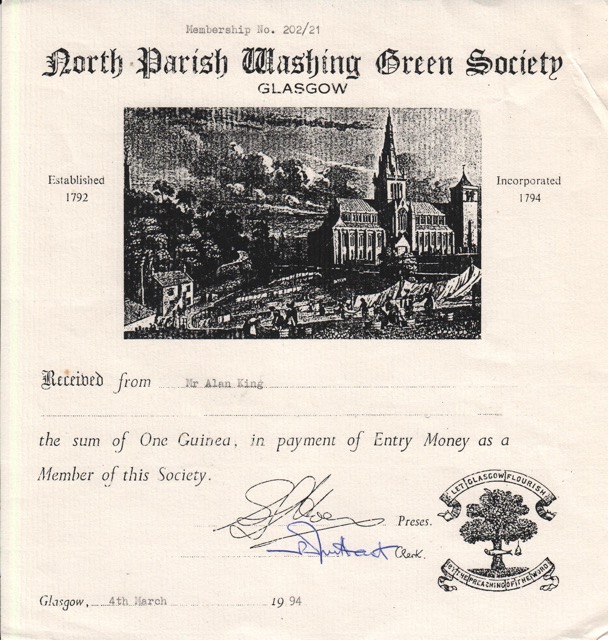 Membership No. 202/21
North Parish Washing Green Society
GLASGOW
Established
1792
Incorporated
1794
Received from Mr Alan King
the sum of One Guinea, in payment of Entry Money as a
Member of this Society.
Preses.
Clerk.
LET GLASGOW FLOURISH
BY THE PREACHING OF THE WORD
Glasgow, 4th March 1994